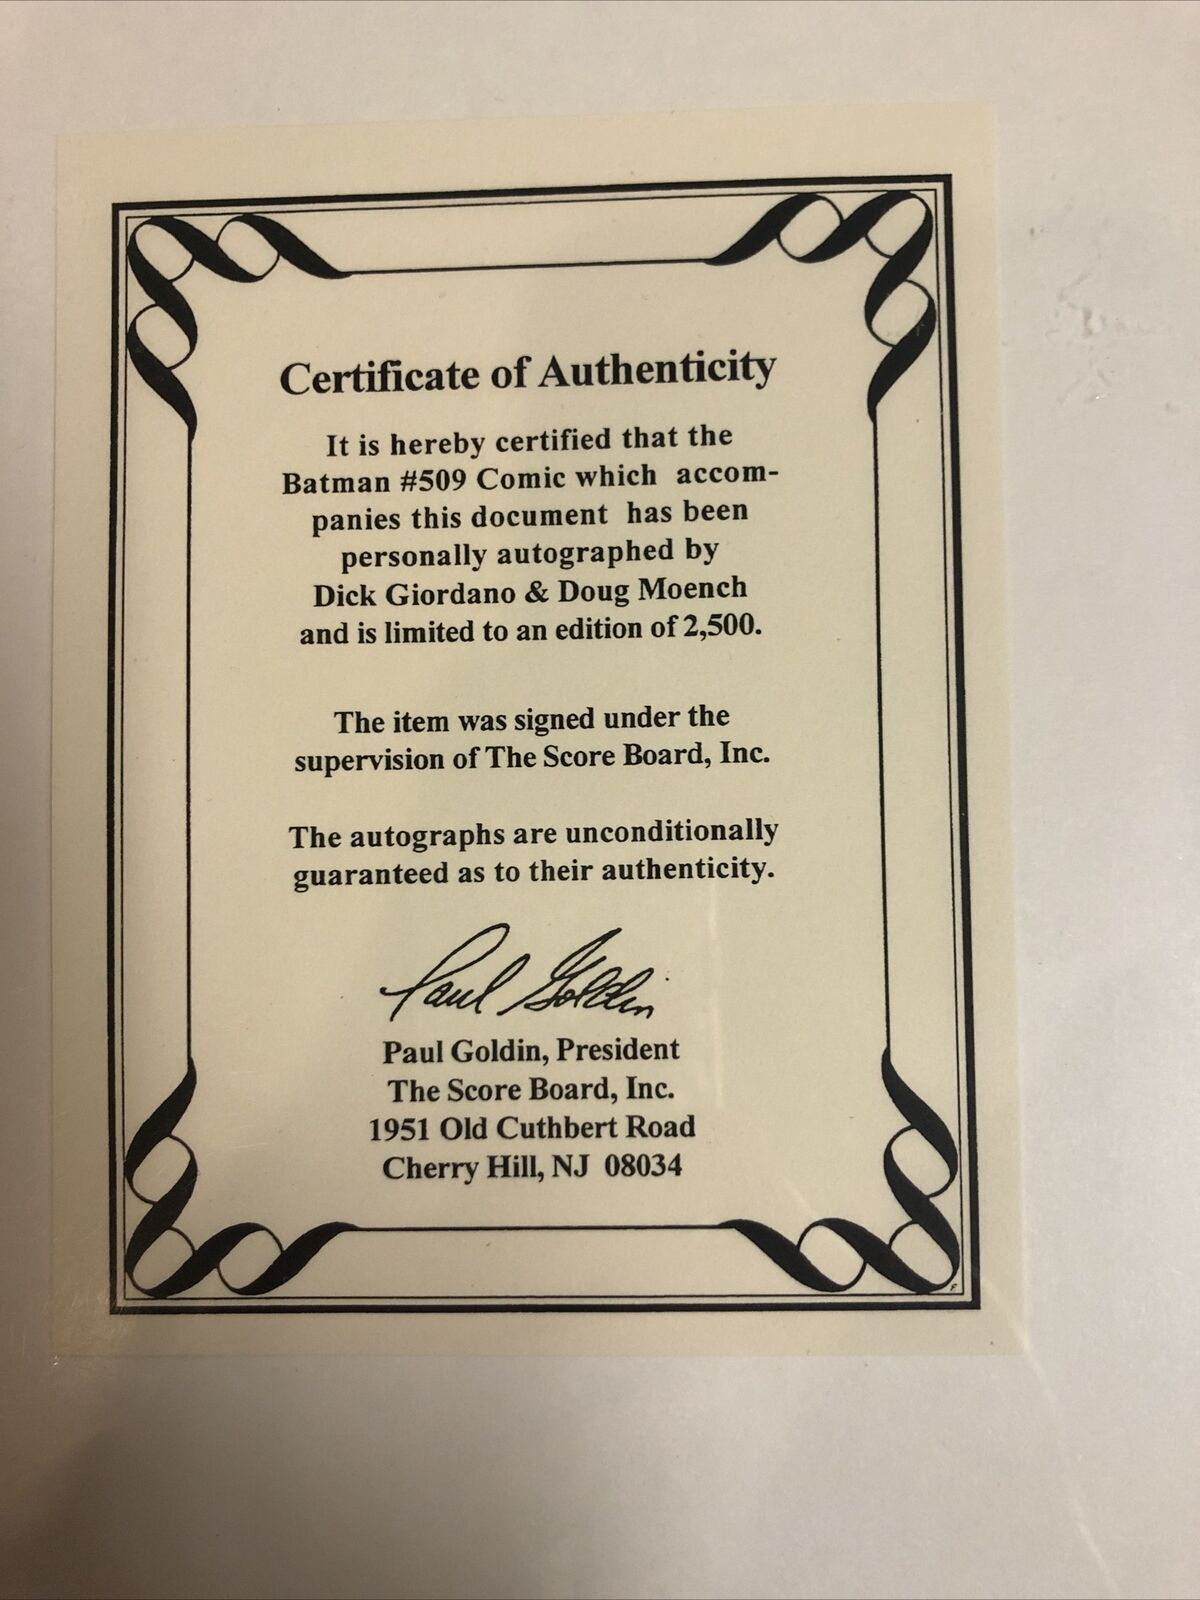 Certificate of Authenticity
It is hereby certified that the
Batman #509 Comic which accom-
panies this document has been
personally autographed by
Dick Giordano & Doug Moench
and is limited to an edition of 2,500.
The item was signed under the
supervision of The Score Board, Inc.
The autographs are unconditionally
guaranteed as to their authenticity.
Paul Goldin
Paul Goldin, President
The Score Board, Inc.
1951 Old Cuthbert Road
Cherry Hill, NJ 08034